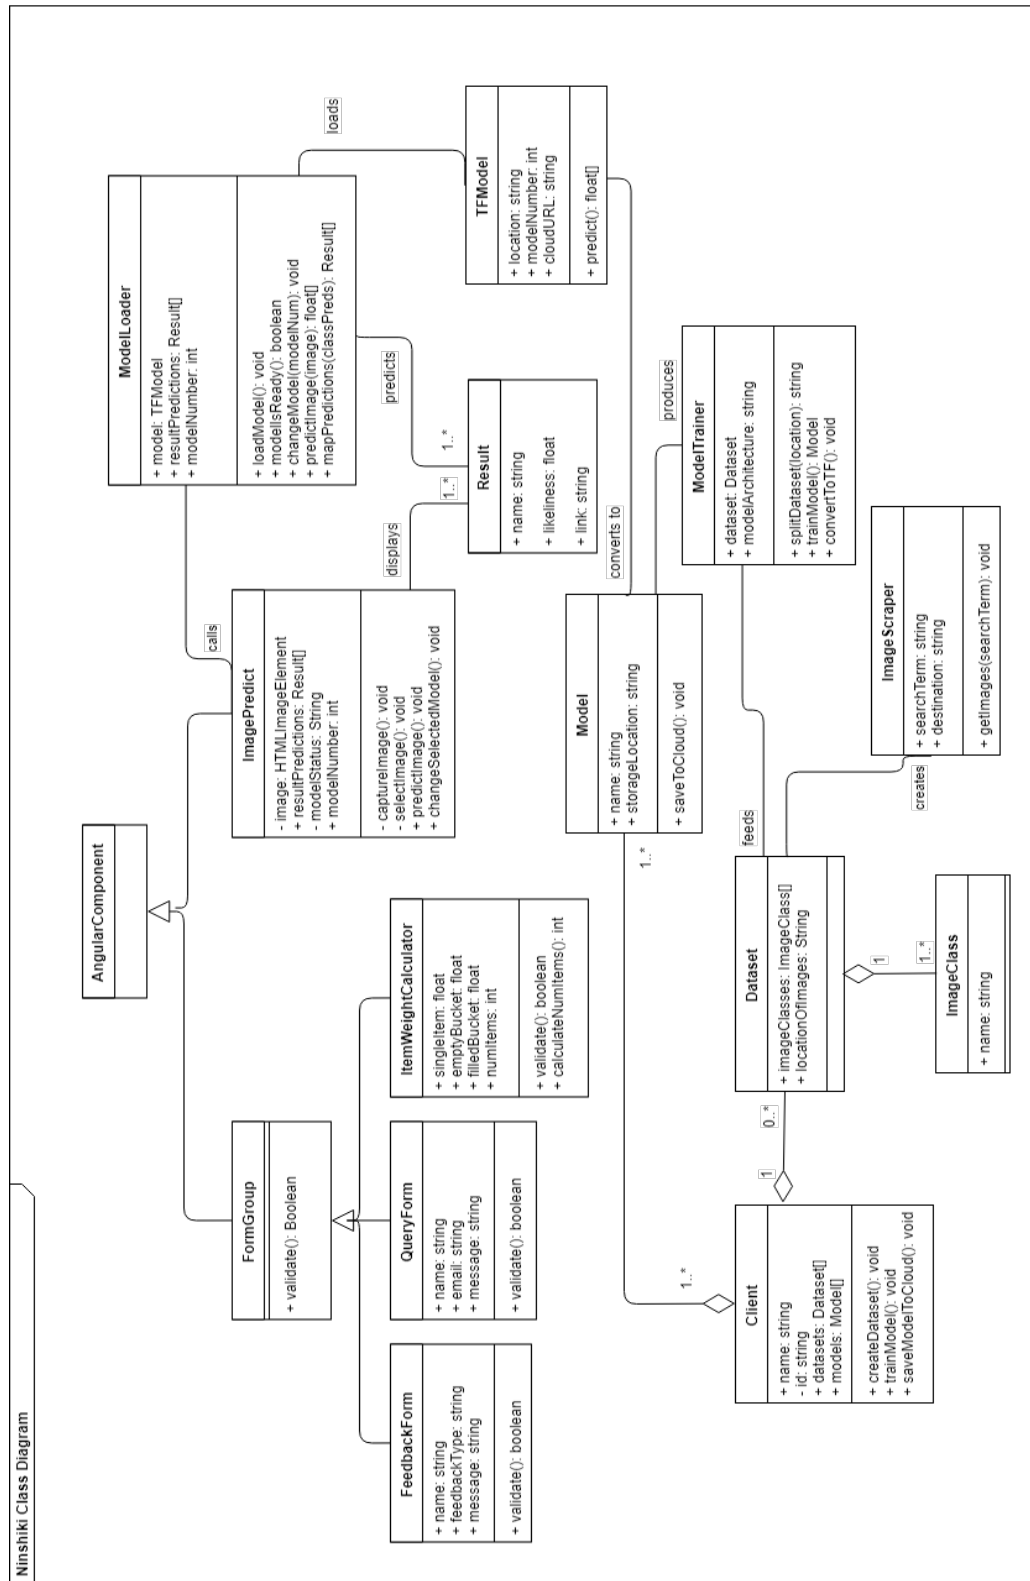 Ninshiki Class Diagram
AngularComponent
FormGroup
+ validate(): Boolean
FeedbackForm
+ name: string
+ feedbackType: string
+ message: string
+ validate(): boolean
QueryForm
+ name: string
+ email: string
+ message: string
+ validate(): boolean
ItemWeightCalculator
+ singleItem: float
+ emptyBucket: float
+ filledBucket: float
+ numItems: int
+ validate(): boolean
+ calculateNumItems(): int
ImagePredict
- image: HTMLImageElement
+ resultPredictions: Result[]
- modelStatus: String
+ modelNumber: int
- captureImage(): void
- selectImage(): void
+ predictImage(): void
+ changeSelectedModel(): void
calls
displays
1..*
ModelLoader
+ model: TFModel
+ resultPredictions: Result[]
+ modelNumber: int
+ loadModel(): void
+ modelIsReady(): boolean
+ changeModel(modelNum): void
+ predictImage(image): float[]
+ mapPredictions(classPreds): Result[]
predicts
1..*
loads
Result
+ name: string
+ likeliness: float
+ link: string
TFModel
+ location: string
+ modelNumber: int
+ cloudURL: string
+ predict(): float[]
converts to
Model
+ name: string
+ storageLocation: string
+ saveToCloud(): void
1..*
1..*
produces
ModelTrainer
+ dataset: Dataset
+ modelArchitecture: string
+ splitDataset(location): string
+ trainModel(): Model
+ convertToTF(): void
feeds
Client
+ name: string
- id: string
+ datasets: Dataset[]
+ models: Model[]
+ createDataset(): void
+ trainModel(): void
+ saveModelToCloud(): void
1
0..*
Dataset
+ imageClasses: ImageClass[]
+ locationOfImages: String
creates
1
1..*
ImageScraper
+ searchTerm: string
+ destination: string
+ getImages(searchTerm): void
ImageClass
+ name: string